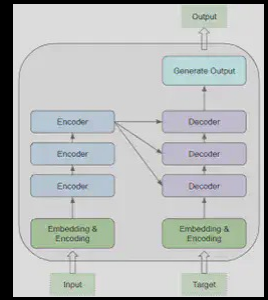 Output
Generate Output
Encoder
Decoder
Encoder
Decoder
Encoder
Decoder
Embedding &
Encoding
Embedding &
Encoding
Input
Target